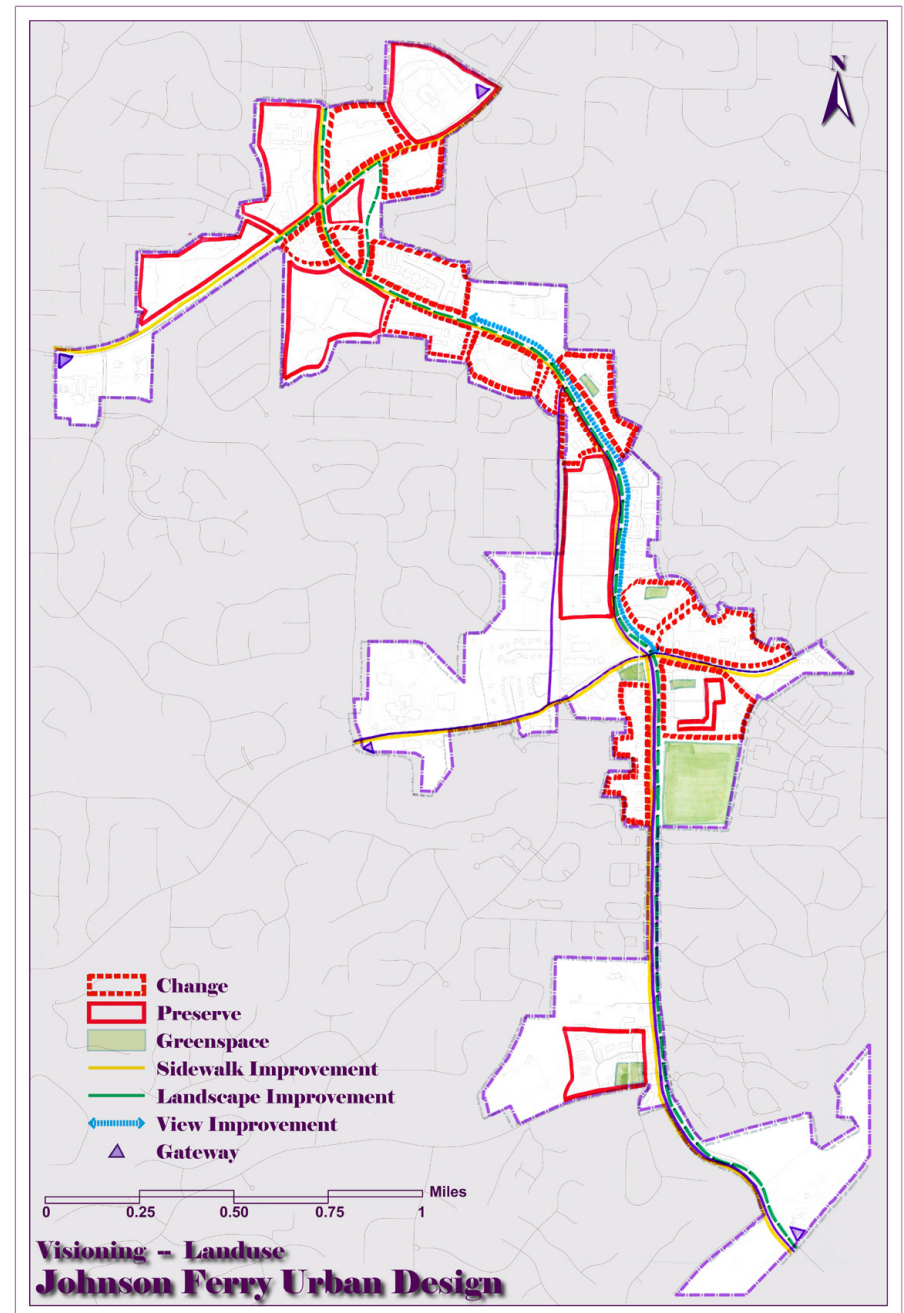 N
Change
Preserve
Greenspace
Sidewalk Improvement
Landscape Improvement
View Improvement
Gateway
Miles
0 0.25 0.50 0.75 1
Visioning -- Landuse
Johnson Ferry Urban Design